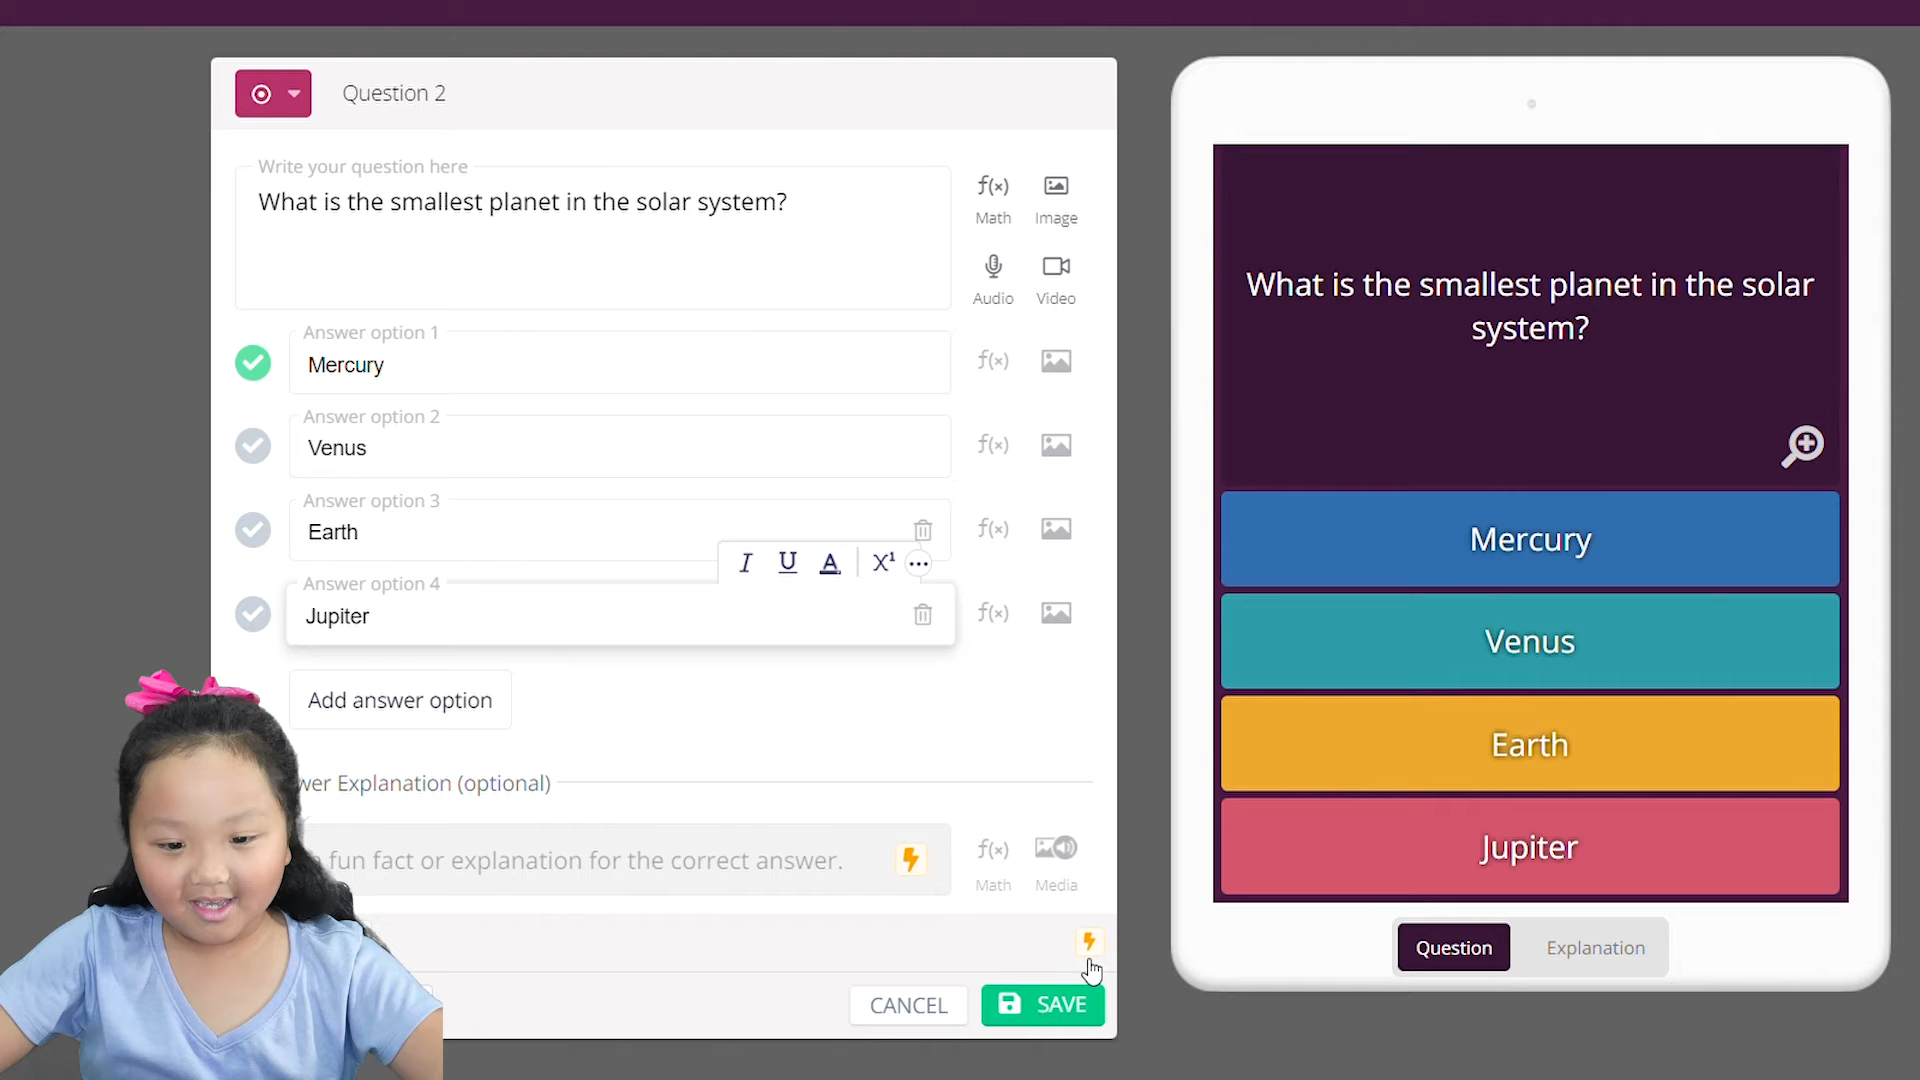 Question 2
Write your question here
What is the smallest planet in the solar system?
f(x)
Math
Image
Audio
Video
Answer option 1
Mercury
f(x)
Answer option 2
Venus
f(x)
Answer option 3
Earth
f(x)
I U A X¹ •••
Answer option 4
Jupiter
f(x)
Add answer option
wer Explanation (optional)
fun fact or explanation for the correct answer.
f(x)
Math
Media
CANCEL
SAVE
What is the smallest planet in the solar
system?
Mercury
Venus
Earth
Jupiter
Question
Explanation